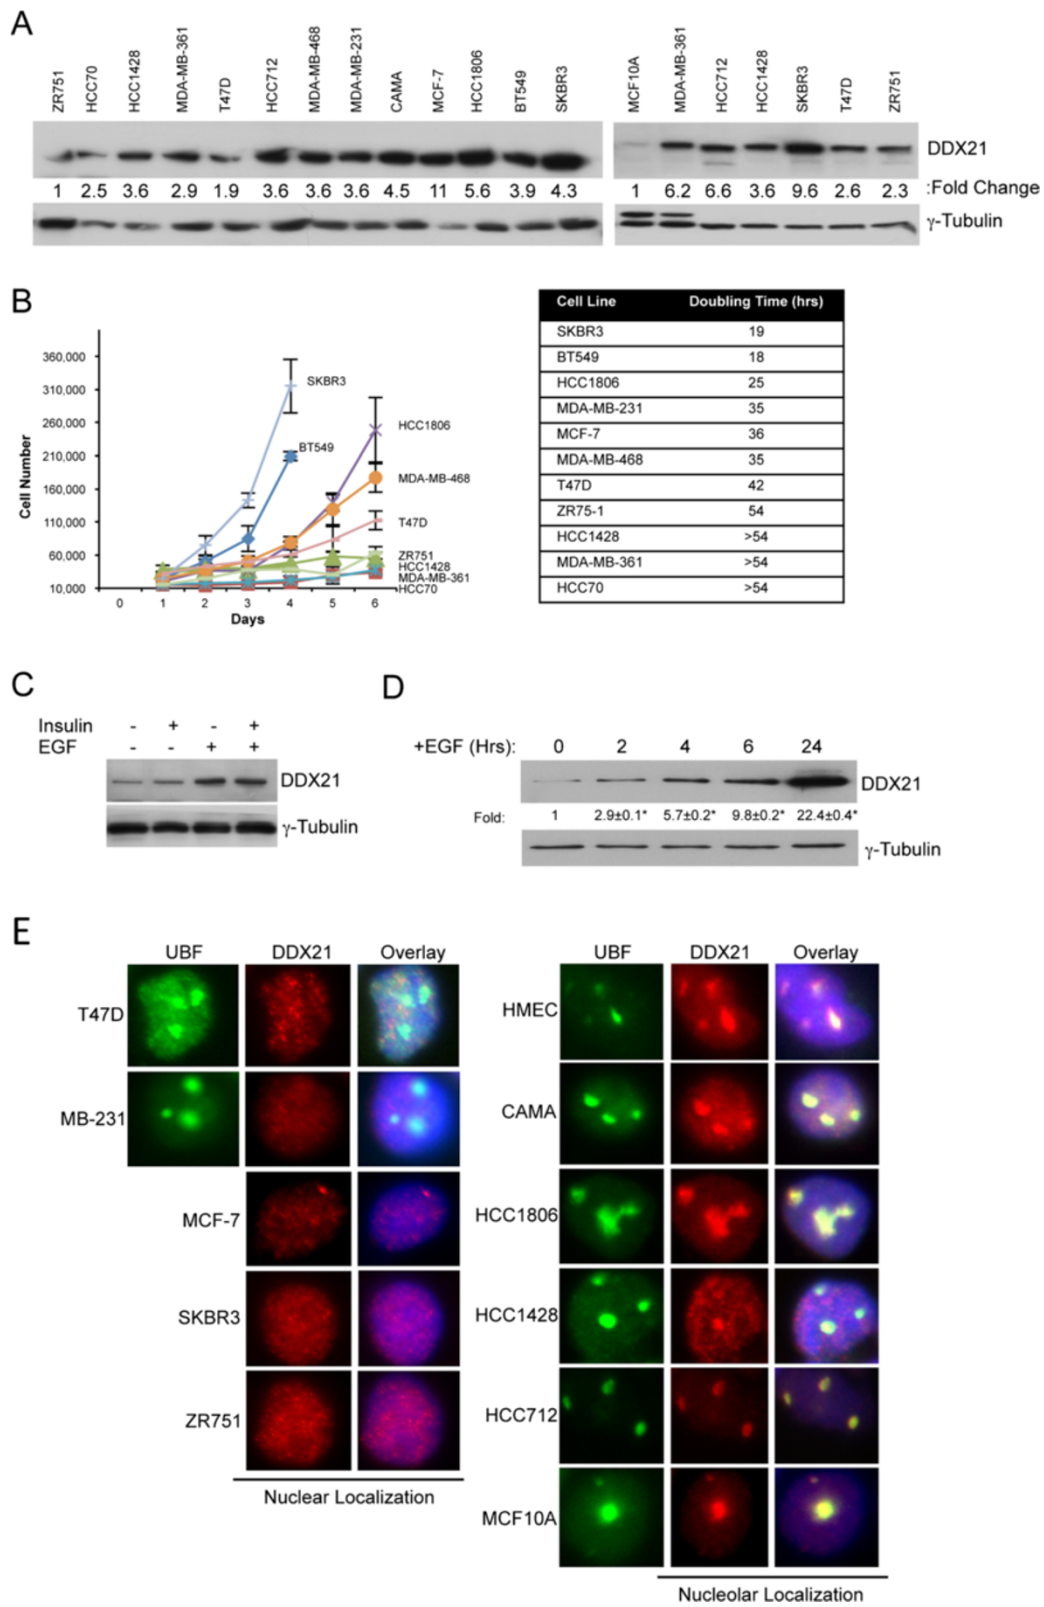 A
ZR751 HCC70 HCC1428 MDA-MB-361 T47D HCC712 MDA-MB-468 MDA-MB-231 CAMA MCF-7 HCC1806 BT549 SKBR3
MCF10A MDA-MB-361 HCC712 HCC1428 SKBR3 T47D ZR751
DDX21
1 2.5 3.6 2.9 1.9 3.6 3.6 3.6 4.5 11 5.6 3.9 4.3 1 6.2 6.6 3.6 9.6 2.6 2.3 :Fold Change
γ-Tubulin
B
Cell Number
360,000
310,000
260,000
210,000
160,000
110,000
60,000
10,000
SKBR3
BT549
HCC1806
MDA-MB-468
T47D
ZR751
HCC1428
MDA-MB-361
HCC70
0 1 2 3 4 5 6
Days
Cell Line Doubling Time (hrs)
SKBR3 19
BT549 18
HCC1806 25
MDA-MB-231 35
MCF-7 36
MDA-MB-468 35
T47D 42
ZR75-1 54
HCC1428 >54
MDA-MB-361 >54
HCC70 >54
C
Insulin - + - +
EGF - - + +
DDX21
γ-Tubulin
D
+EGF (Hrs): 0 2 4 6 24
DDX21
Fold: 1 2.9±0.1* 5.7±0.2* 9.8±0.2* 22.4±0.4*
γ-Tubulin
E
UBF DDX21 Overlay
T47D
MB-231
MCF-7
SKBR3
ZR751
Nuclear Localization
UBF DDX21 Overlay
HMEC
CAMA
HCC1806
HCC1428
HCC712
MCF10A
Nucleolar Localization